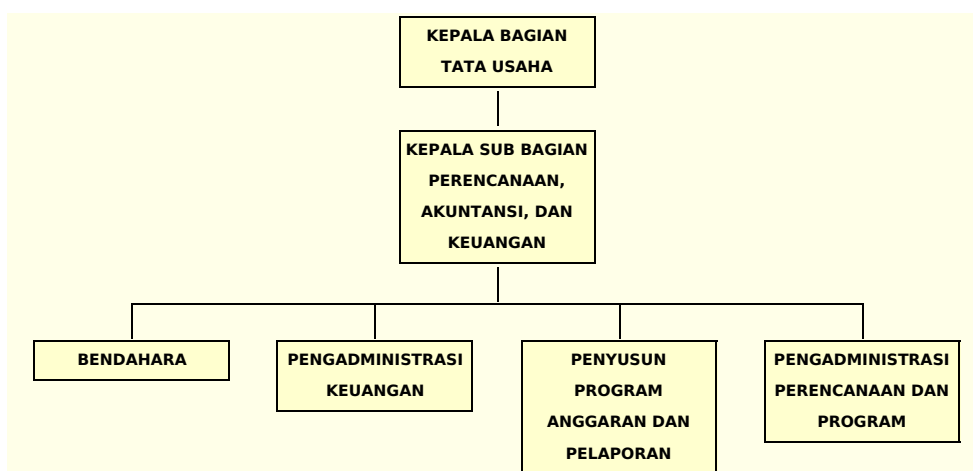 KEPALA BAGIAN
TATA USAHA
KEPALA SUB BAGIAN
PERENCANAAN,
AKUNTANSI, DAN
KEUANGAN
BENDAHARA
PENGADMINISTRASI
KEUANGAN
PENYUSUN
PROGRAM
ANGGARAN DAN
PELAPORAN
PENGADMINISTRASI
PERENCANAAN DAN
PROGRAM